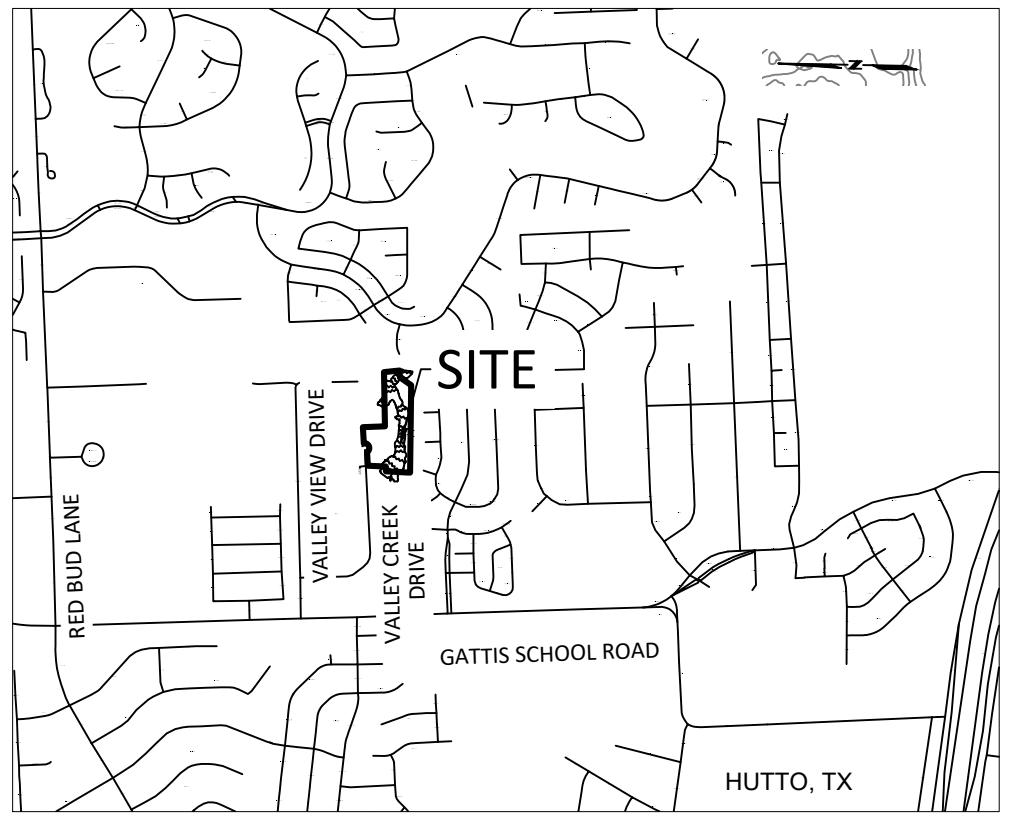 Z
SITE
VALLEY VIEW DRIVE
RED BUD LANE
VALLEY CREEK
DRIVE
GATTIS SCHOOL ROAD
HUTTO, TX